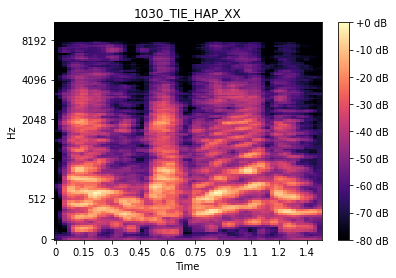 1030_TIE_HAP_XX
8192
4096
2048
1024
512
0
Hz
0 0.15 0.3 0.45 0.6 0.75 0.9 1.1 1.2 1.4
Time
+0 dB
-10 dB
-20 dB
-30 dB
-40 dB
-50 dB
-60 dB
-70 dB
-80 dB